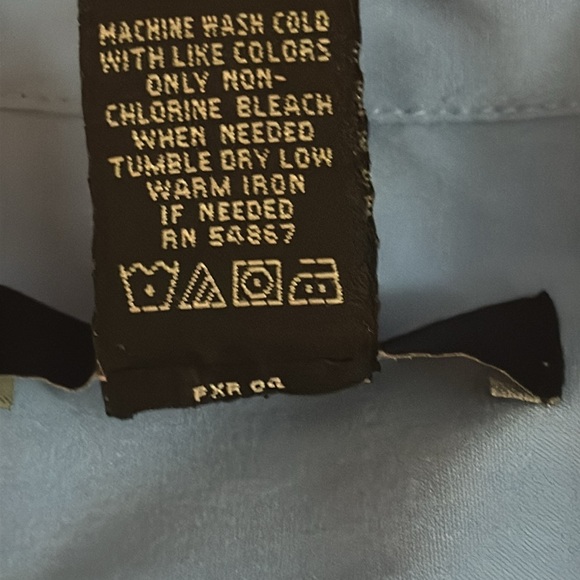 MACHINE WASH COLD
WITH LIKE COLORS
ONLY NON-
CHLORINE BLEACH
WHEN NEEDED
TUMBLE DRY LOW
WARM IRON
IF NEEDED
RN 54867